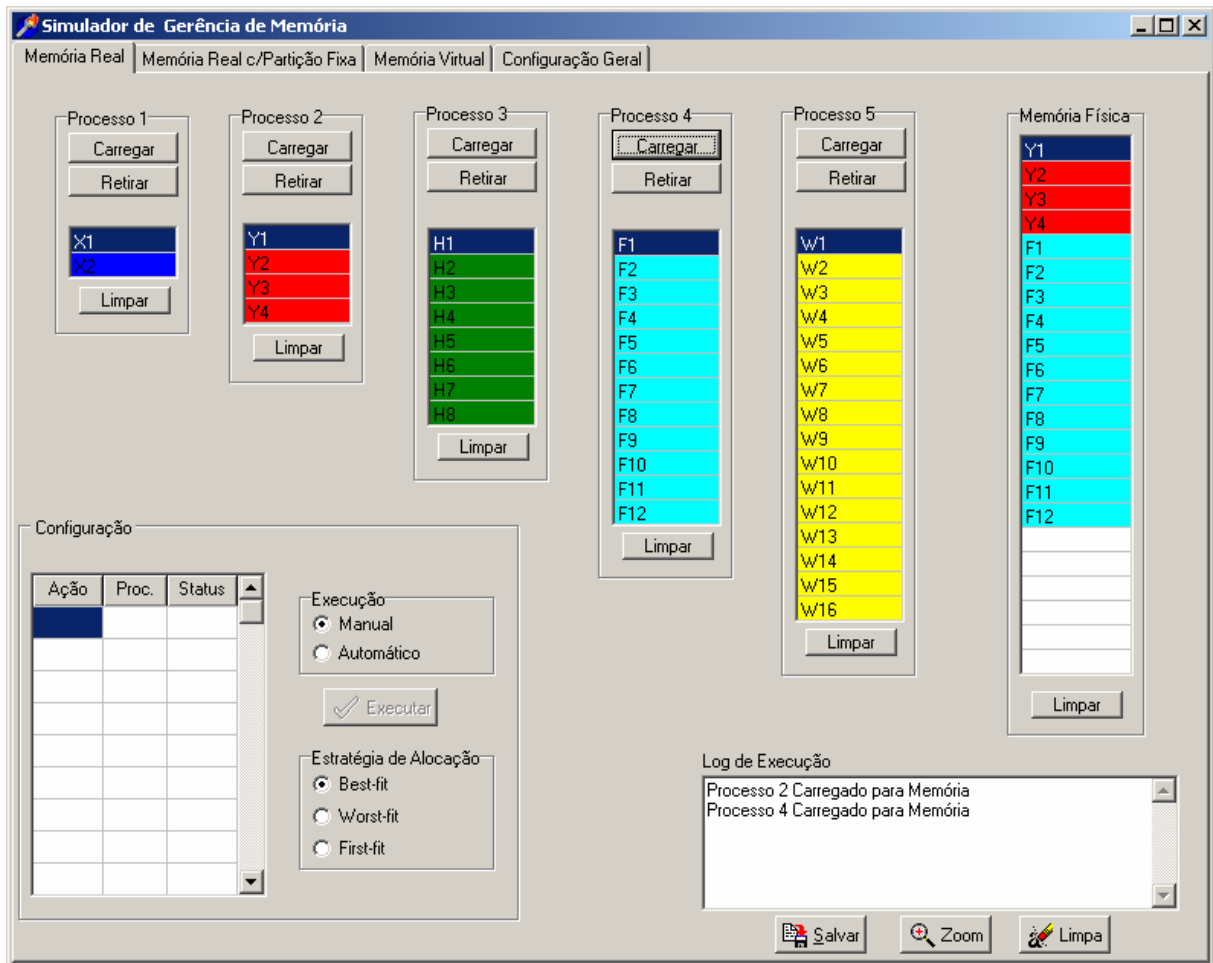 Simulador de Gerência de Memória
Memória Real
Memória Real c/Partição Fixa
Memória Virtual
Configuração Geral
Processo 1
Carregar
Retirar
X1
X2
Limpar
Processo 2
Carregar
Retirar
Y1
Y2
Y3
Y4
Limpar
Processo 3
Carregar
Retirar
H1
H2
H3
H4
H5
H6
H7
H8
Limpar
Processo 4
Carregar
Retirar
F1
F2
F3
F4
F5
F6
F7
F8
F9
F10
F11
F12
Limpar
Processo 5
Carregar
Retirar
W1
W2
W3
W4
W5
W6
W7
W8
W9
W10
W11
W12
W13
W14
W15
W16
Limpar
Memória Física
Y1
Y2
Y3
Y4
F1
F2
F3
F4
F5
F6
F7
F8
F9
F10
F11
F12
Limpar
Configuração
Ação Proc. Status
Execução
Manual
Automático
Executar
Estratégia de Alocação
Best-fit
Worst-fit
First-fit
Log de Execução
Processo 2 Carregado para Memória
Processo 4 Carregado para Memória
Salvar
Zoom
Limpa